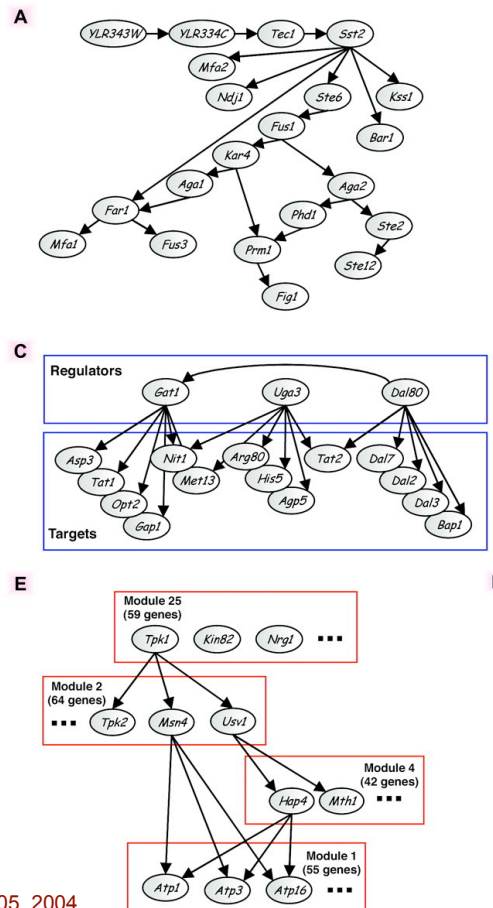 A
YLR343W YLR334C Tec1 Sst2
Mfa2
Ndj1 Ste6 Kss1
Fus1
Bar1
Kar4
Aga1 Aga2
Far1 Phd1
Ste2
Mfa1 Fus3 Prm1
Ste12
Fig1
C
Regulators
Gat1 Uga3 Dal80
Asp3 Nit1 Arg80 Tat2 Dal7
Tat1 Met13 His5 Dal2
Opt2 Agp5 Dal3
Gap1 Bap1
Targets
E
Module 25
(59 genes)
Tpk1 Kin82 Nrg1
Module 2
(64 genes)
Tpk2 Msn4 Usv1
Module 4
(42 genes)
Hap4 Mth1
Module 1
(55 genes)
Atp1 Atp3 Atp16
2004